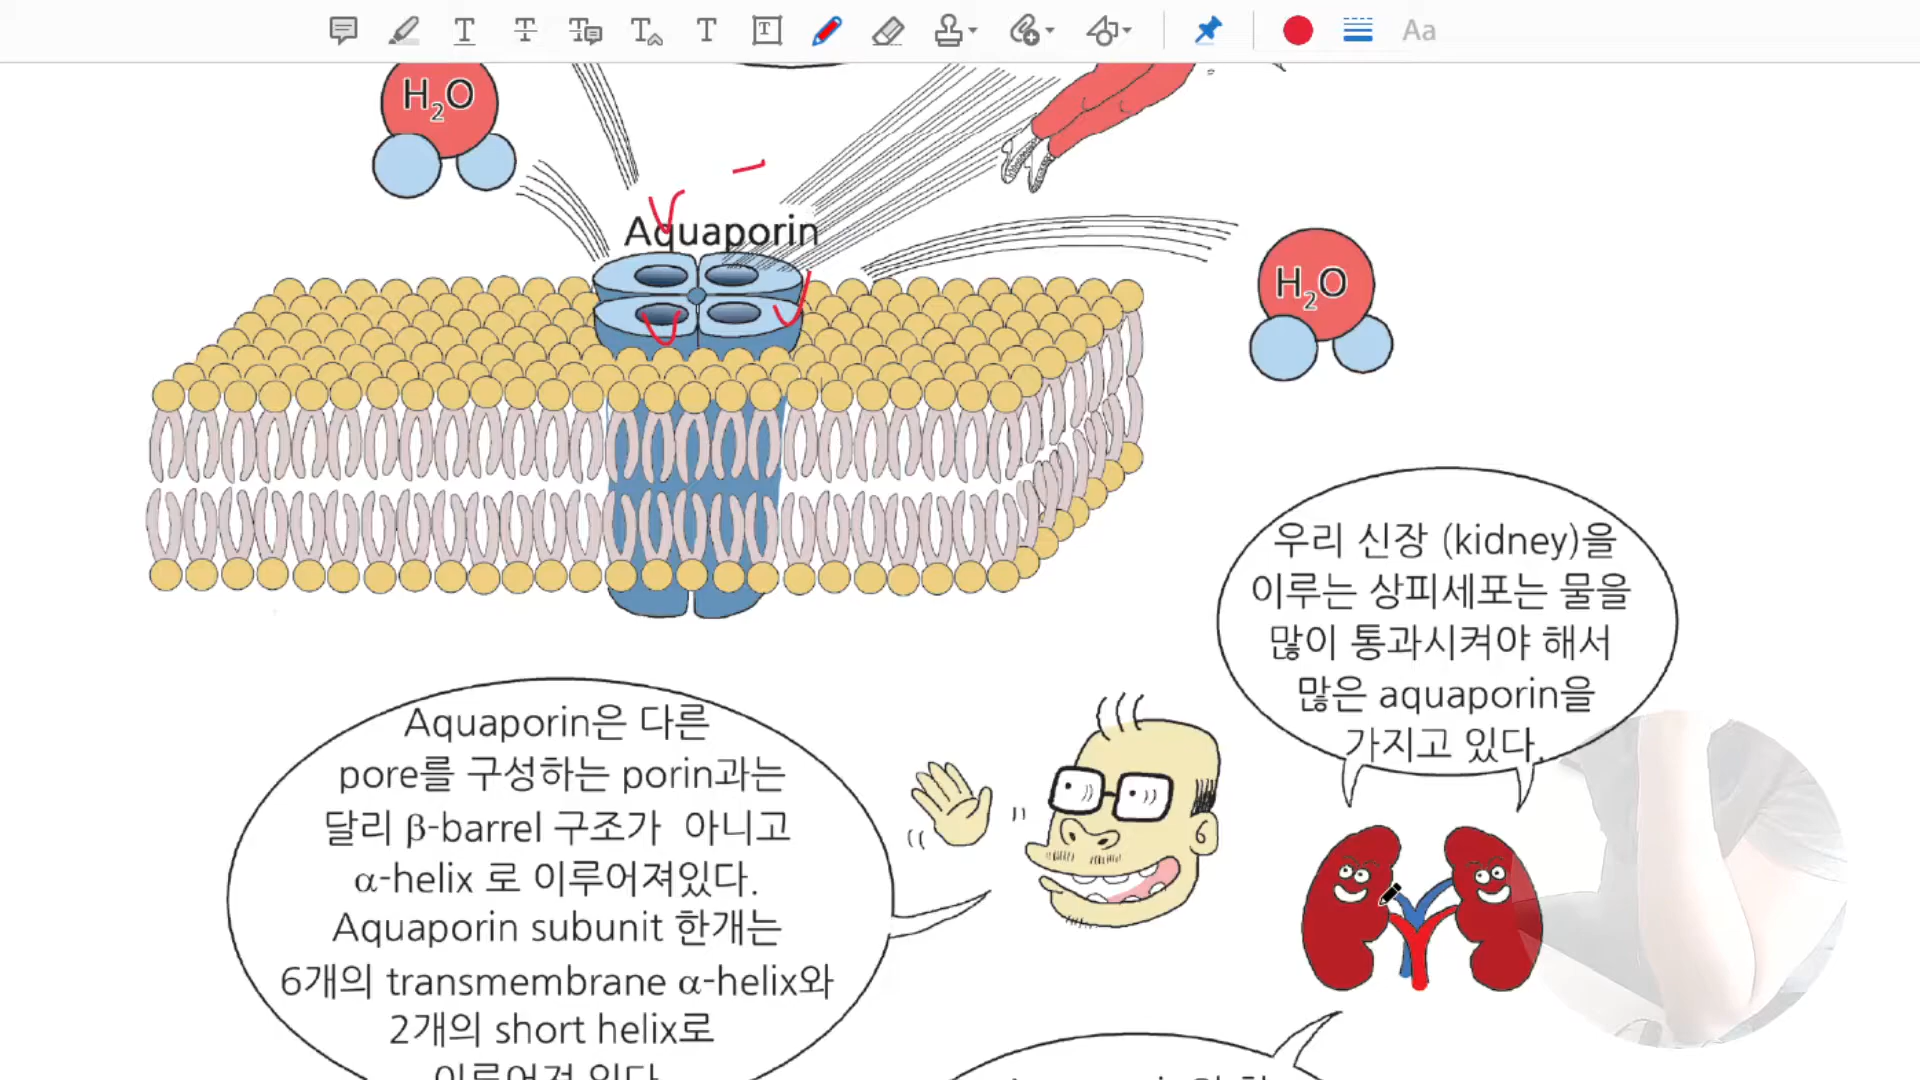 T T T T T T
Aa
H₂O
Aquaporin
H₂O
우리 신장 (kidney)을
이루는 상피세포는 물을
많이 통과시켜야 해서
많은 aquaporin을
가지고 있다.
Aquaporin은 다른
pore를 구성하는 porin과는
달리 β-barrel 구조가 아니고
α-helix 로 이루어져있다.
Aquaporin subunit 한개는
6개의 transmembrane α-helix와
2개의 short helix로
이루어져 있다.